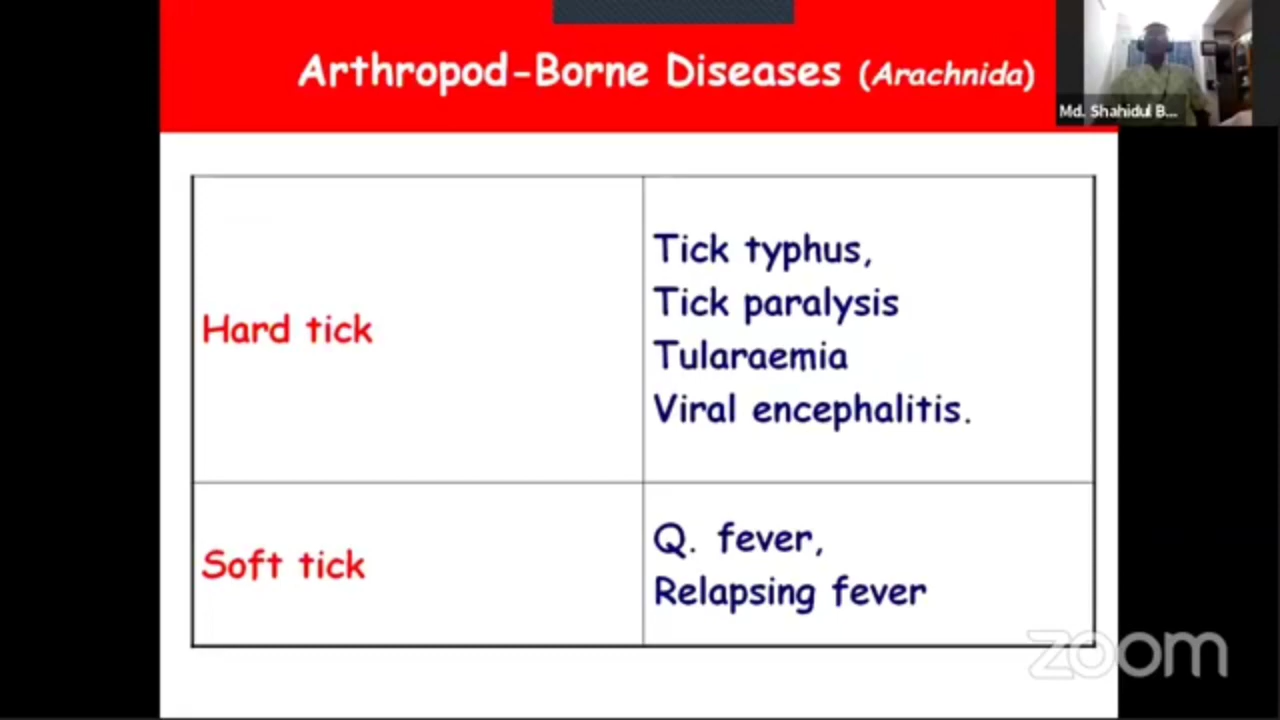 Arthropod-Borne Diseases (Arachnida)
Md. Shahidul B...
Hard tick
Tick typhus,
Tick paralysis
Tularaemia
Viral encephalitis.
Soft tick
Q. fever,
Relapsing fever
zoom